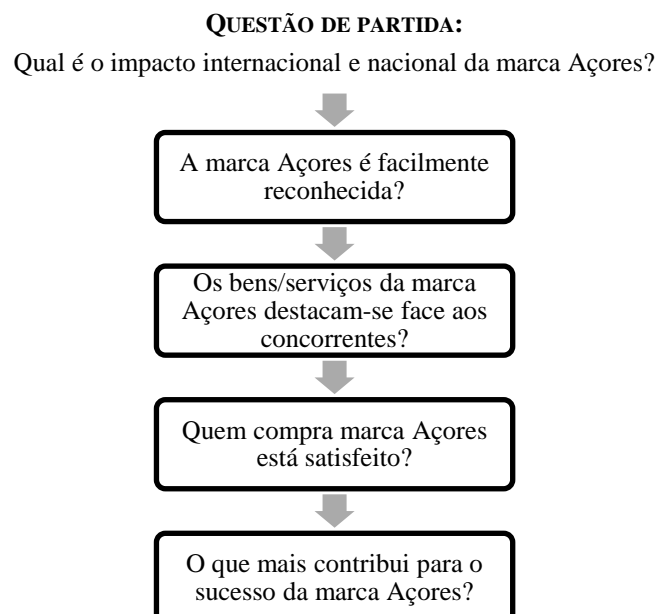 QUESTÃO DE PARTIDA:
Qual é o impacto internacional e nacional da marca Açores?
A marca Açores é facilmente
reconhecida?
Os bens/serviços da marca
Açores destacam-se face aos
concorrentes?
Quem compra marca Açores
está satisfeito?
O que mais contribui para o
sucesso da marca Açores?